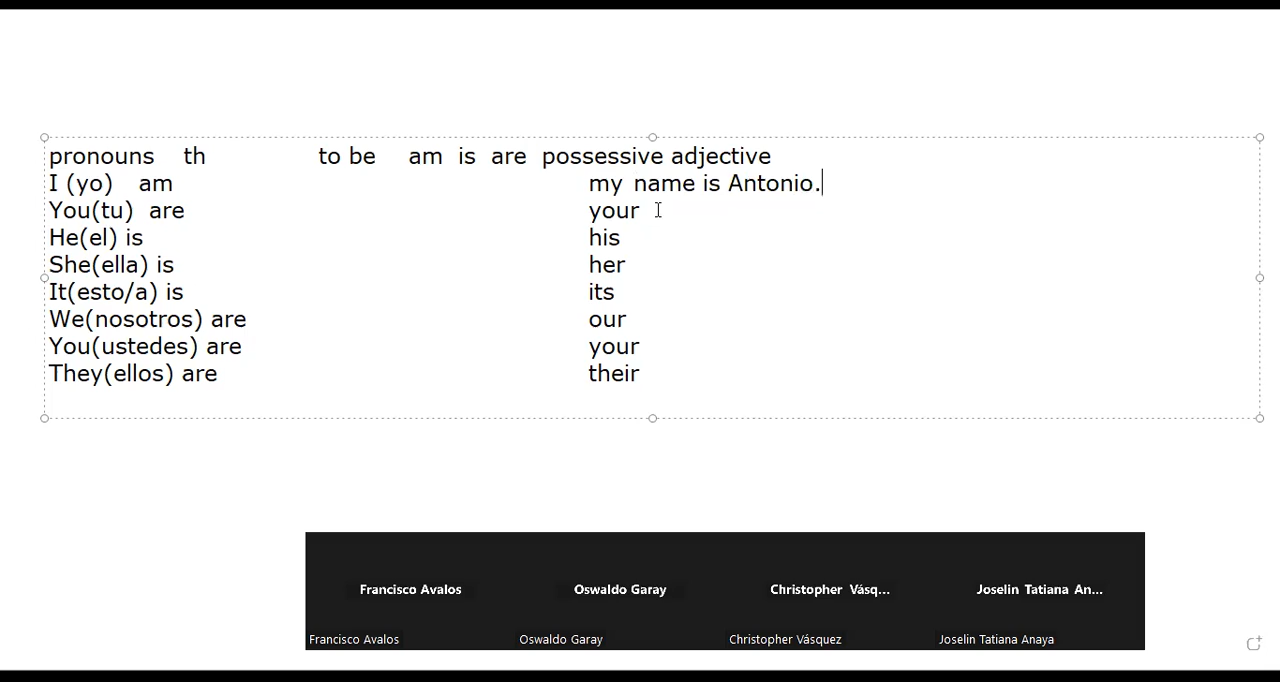 pronouns th to be am is are possessive adjective
I (yo) am my name is Antonio.
You(tu) are your
He(el) is his
She(ella) is her
It(esto/a) is its
We(nosotros) are our
You(ustedes) are your
They(ellos) are their
Francisco Avalos Oswaldo Garay Christopher Vásq... Joselin Tatiana An...
Francisco Avalos Oswaldo Garay Christopher Vásquez Joselin Tatiana Anaya